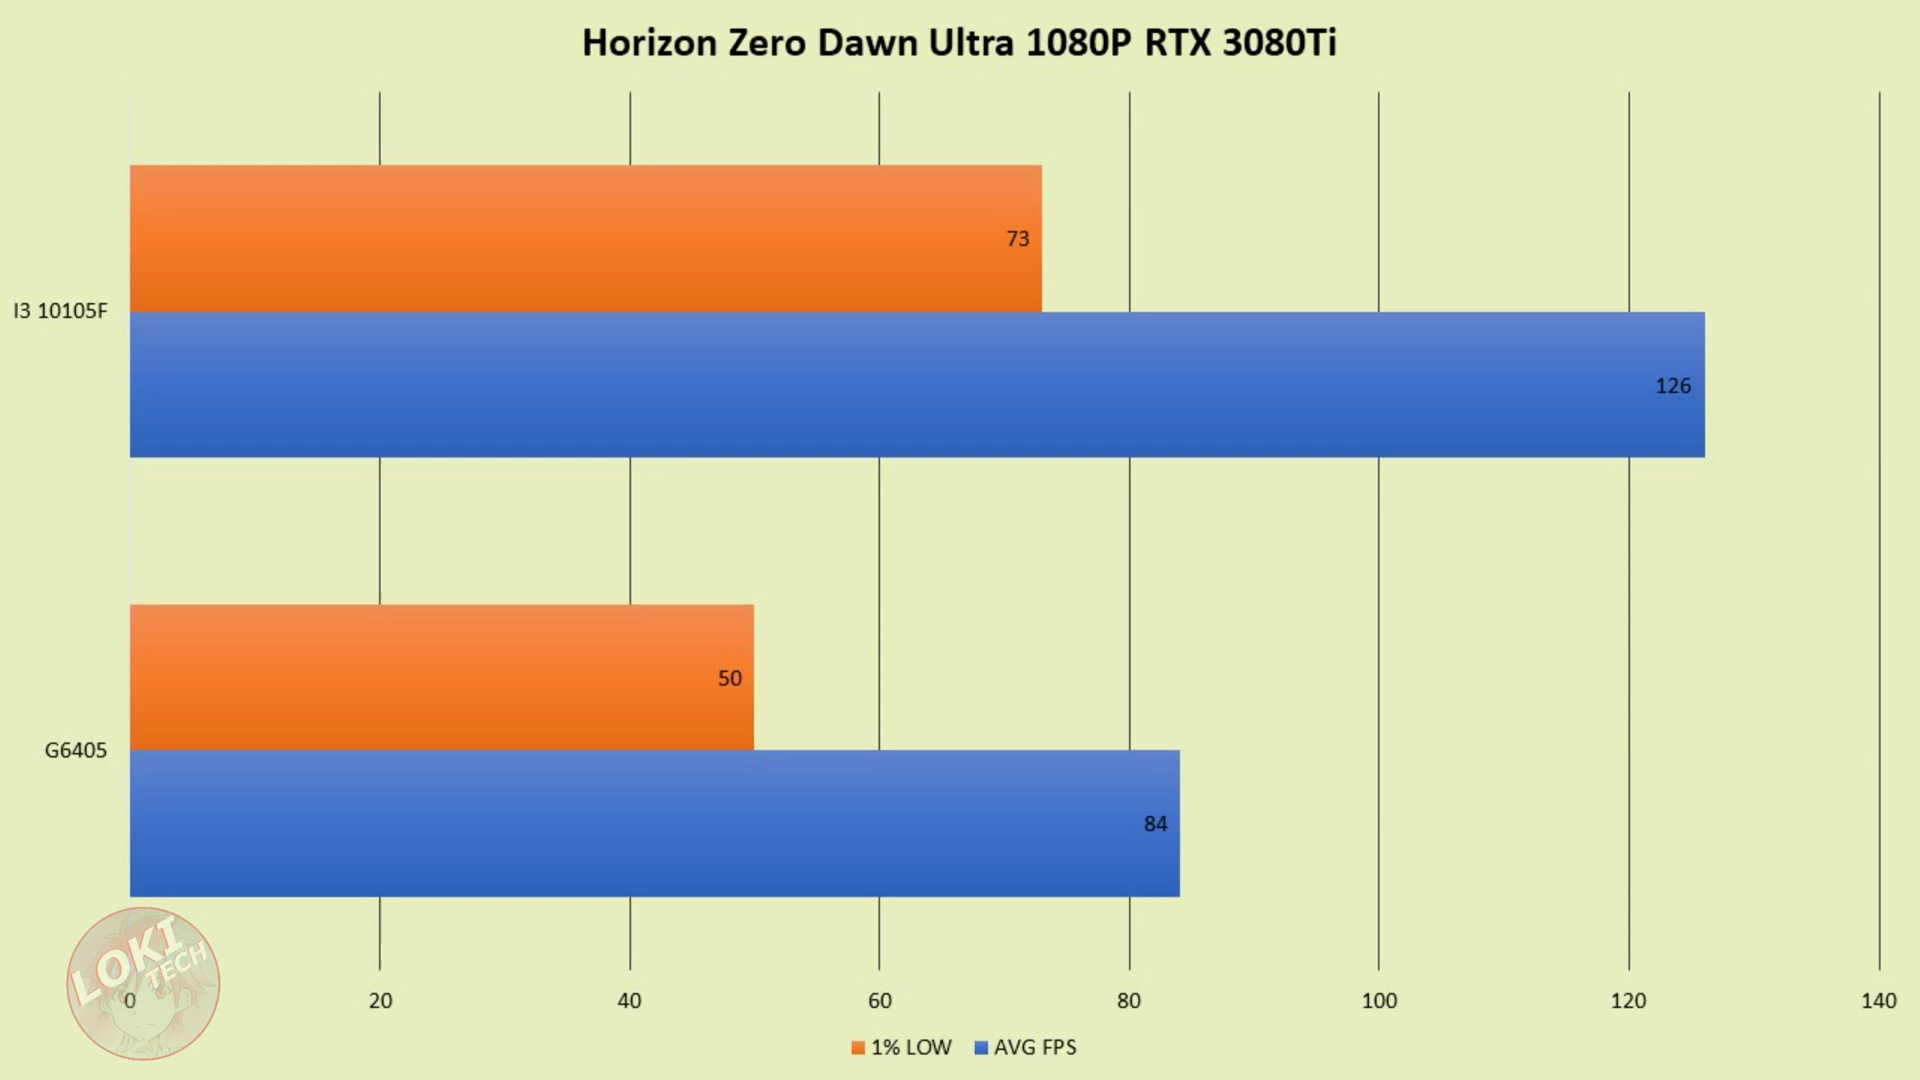 Horizon Zero Dawn Ultra 1080P RTX 3080Ti
73
I3 10105F
126
50
G6405
84
LOKI
TECH
0 20 40 60 80 100 120 140
1% LOW AVG FPS